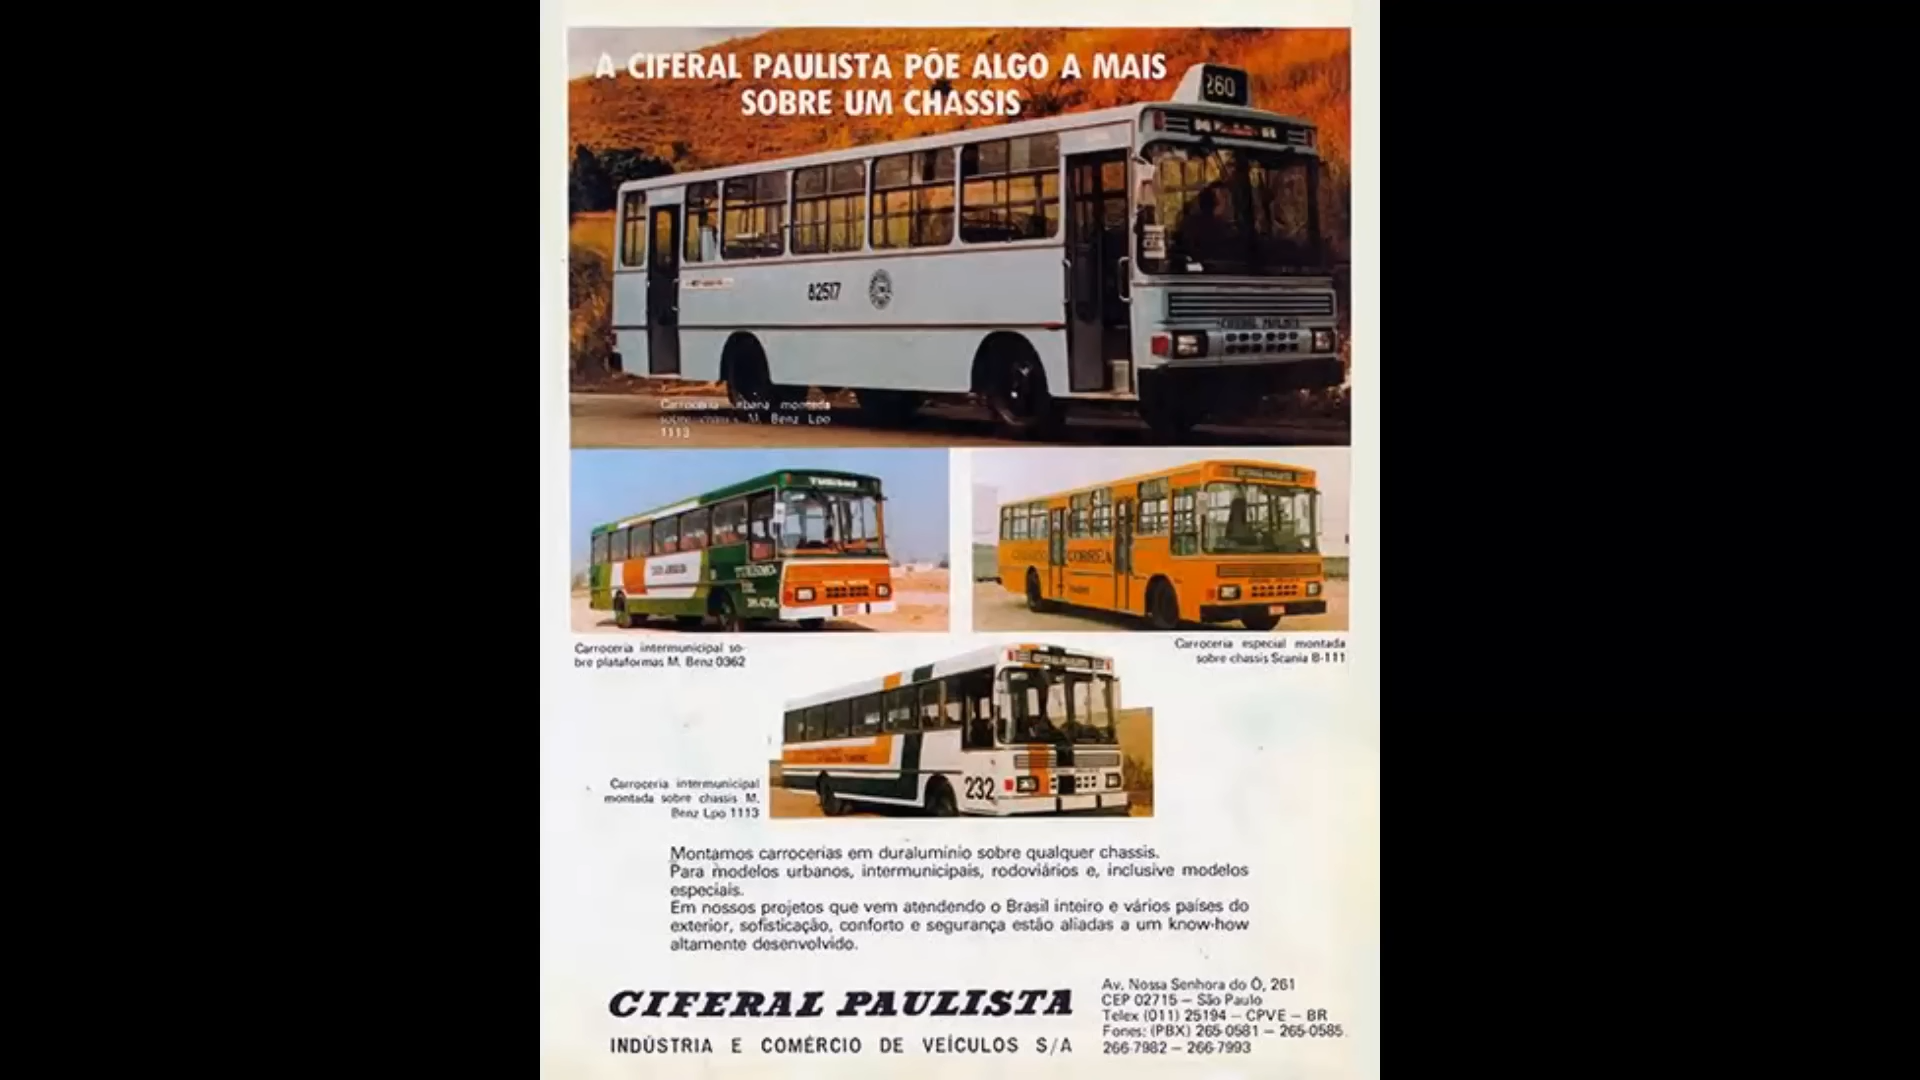 A CIFERAL PAULISTA PÕE ALGO A MAIS
SOBRE UM CHASSIS
260
82517
CIFERAL PAULISTA
Carroceria urbana montada
sobre chassis M. Benz Lpo
1113
TURISMO
TURISMO
CORREA
Carroceria intermunicipal so-
bre plataformas M. Benz 0362
Carroceria especial montada
sobre chassis Scania B-111
232
Carroceria intermunicipal
montada sobre chassis M.
Benz Lpo 1113
Montamos carrocerias em duralumínio sobre qualquer chassis.
Para modelos urbanos, intermunicipais, rodoviários e, inclusive modelos
especiais.
Em nossos projetos que vem atendendo o Brasil inteiro e vários países do
exterior, sofisticação, conforto e segurança estão aliadas a um know-how
altamente desenvolvido.
CIFERAL PAULISTA
INDÚSTRIA E COMÉRCIO DE VEÍCULOS S/A
Av. Nossa Senhora do Ó, 261
CEP 02715 – São Paulo
Telex (011) 25194 – CPVE – BR
Fones: (PBX) 265-0581 – 265-0585
266-7982 – 266-7993